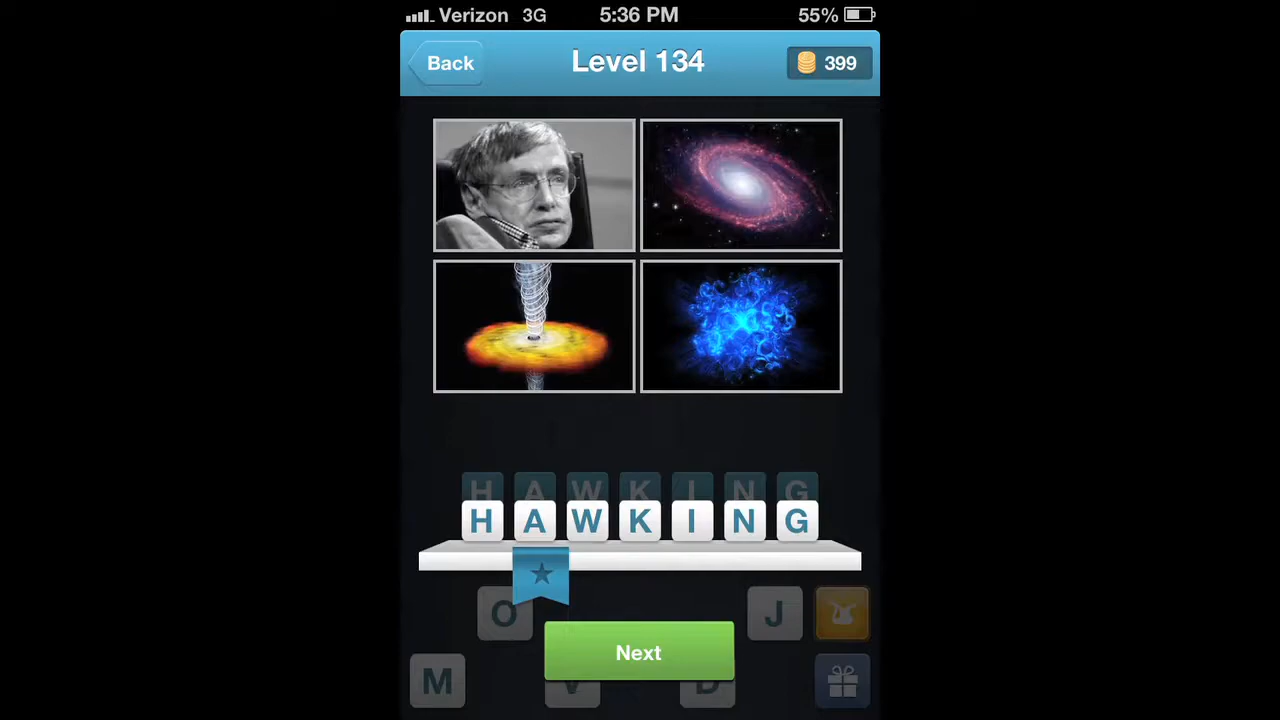 Verizon 3G 5:36 PM 55%
Back Level 134 399
HAWKING
HAWKING
O J
Next
M V D